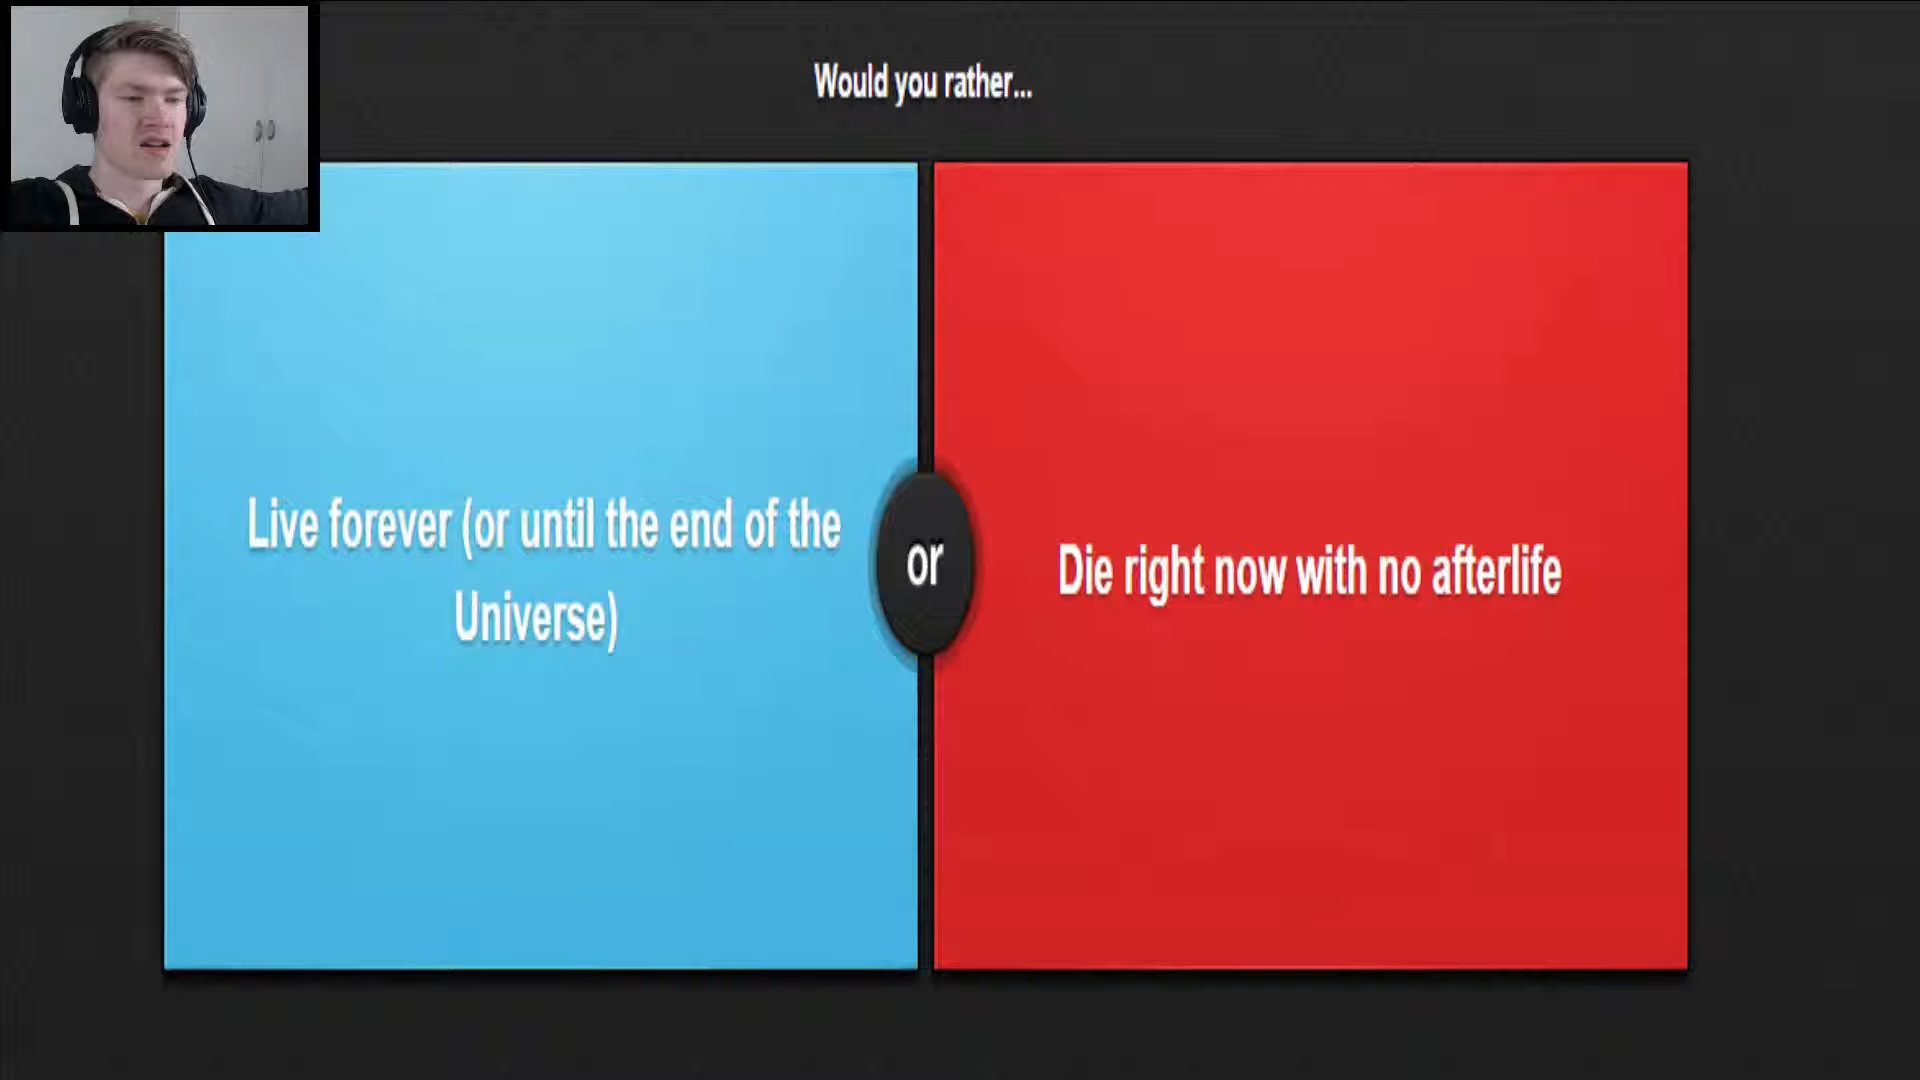 Would you rather...
Live forever (or until the end of the
Universe)
or
Die right now with no afterlife